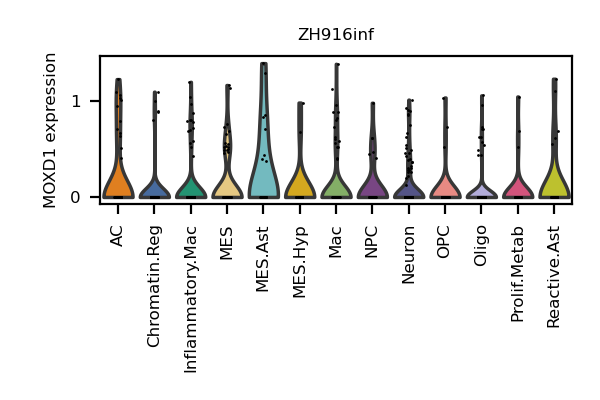 ZH916inf
MOXD1 expression
1
0
AC
Chromatin.Reg
Inflammatory.Mac
MES
MES.Ast
MES.Hyp
Mac
NPC
Neuron
OPC
Oligo
Prolif.Metab
Reactive.Ast